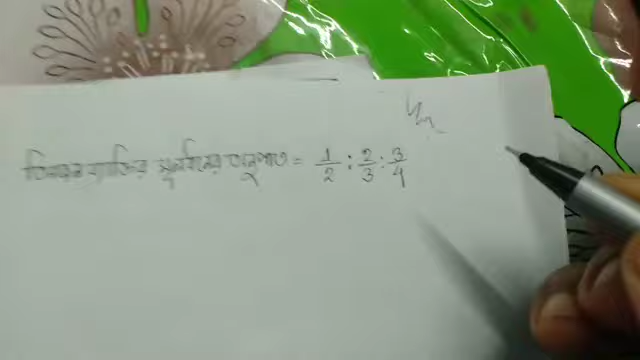 তিনজন ব্যক্তির মূলধনের অনুপাত = 1/2 : 2/3 : 3/4